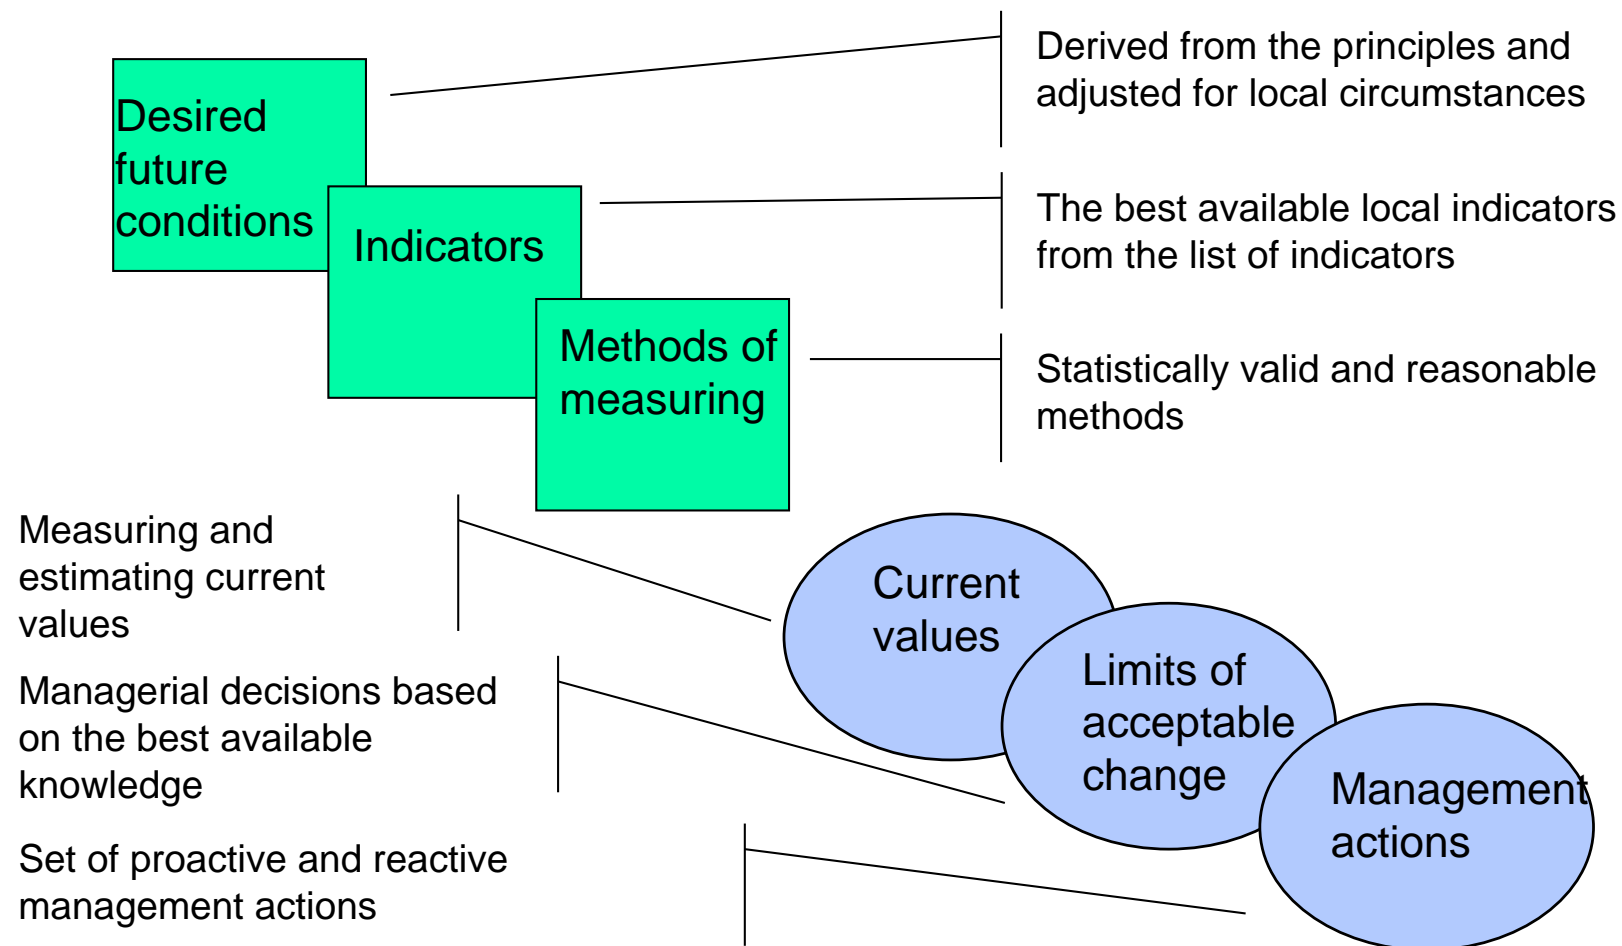 Desired
future
conditions
Derived from the principles and
adjusted for local circumstances
Indicators
The best available local indicators
from the list of indicators
Methods of
measuring
Statistically valid and reasonable
methods
Measuring and
estimating current
values
Current
values
Managerial decisions based
on the best available
knowledge
Limits of
acceptable
change
Set of proactive and reactive
management actions
Management
actions